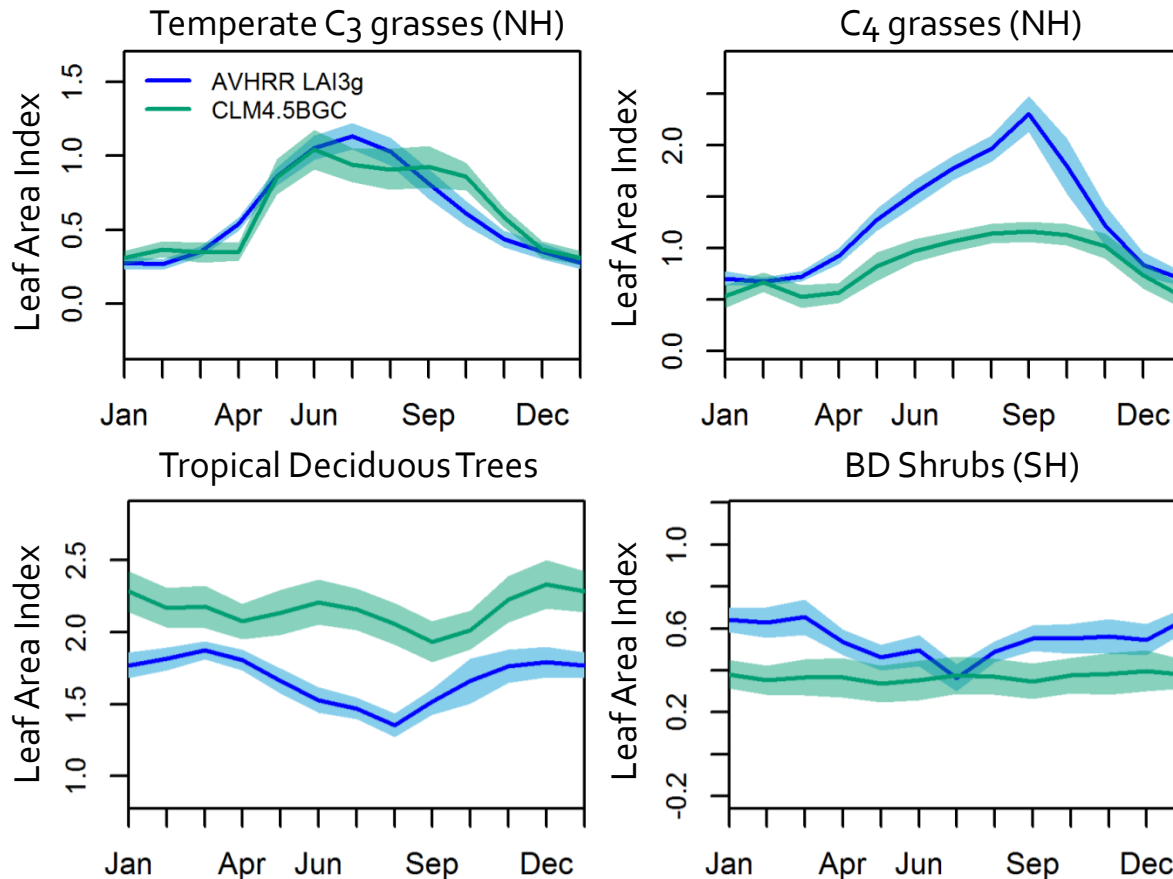 Temperate C3 grasses (NH)
Leaf Area Index
1.5
1.0
0.5
0.0
AVHRR LAI3g
CLM4.5BGC
Jan Apr Jun Sep Dec
C4 grasses (NH)
Leaf Area Index
2.0
1.0
0.0
Jan Apr Jun Sep Dec
Tropical Deciduous Trees
Leaf Area Index
2.5
2.0
1.5
1.0
Jan Apr Jun Sep Dec
BD Shrubs (SH)
Leaf Area Index
1.0
0.6
0.2
-0.2
Jan Apr Jun Sep Dec